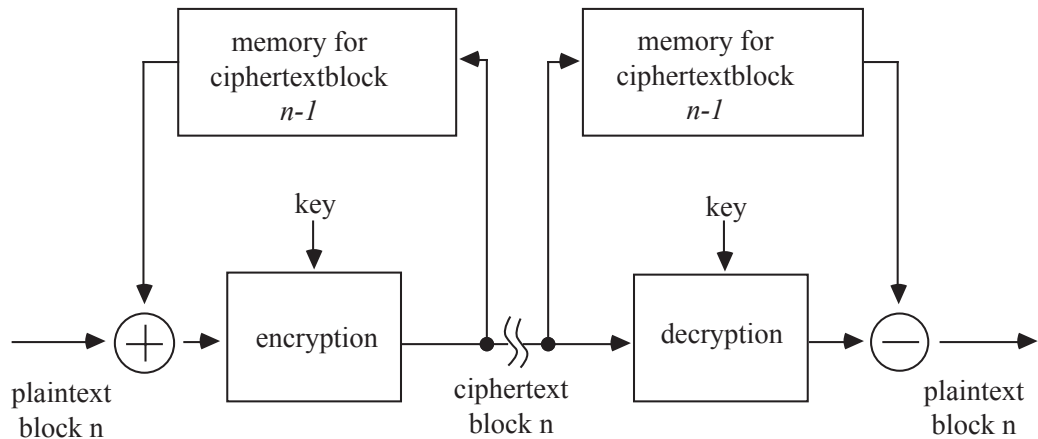 memory for
ciphertextblock
n-1
memory for
ciphertextblock
n-1
key
key
encryption
decryption
plaintext
block n
ciphertext
block n
plaintext
block n